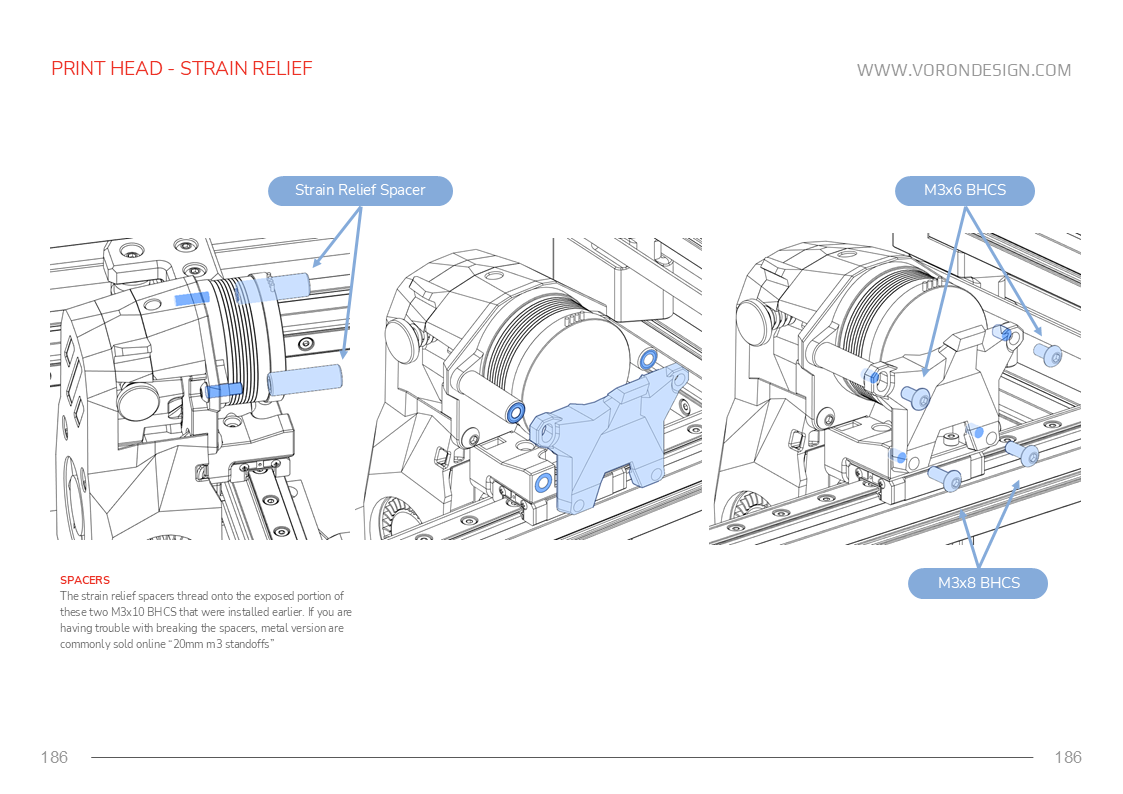 PRINT HEAD - STRAIN RELIEF
WWW.VORONDESIGN.COM
Strain Relief Spacer
M3x6 BHCS
M3x8 BHCS
SPACERS
The strain relief spacers thread onto the exposed portion of
these two M3x10 BHCS that were installed earlier. If you are
having trouble with breaking the spacers, metal version are
commonly sold online “20mm m3 standoffs”
186
186